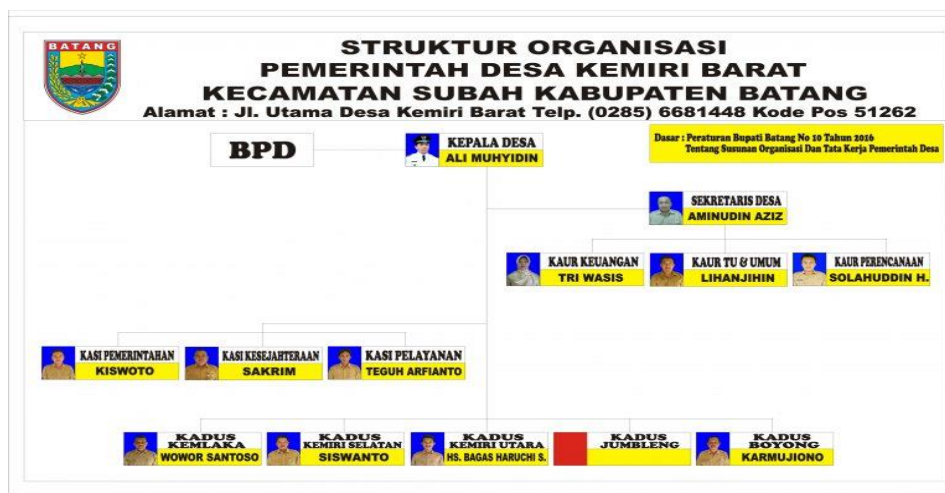 BATANG
STRUKTUR ORGANISASI
PEMERINTAH DESA KEMIRI BARAT
KECAMATAN SUBAH KABUPATEN BATANG
Alamat : Jl. Utama Desa Kemiri Barat Telp. (0285) 6681448 Kode Pos 51262
BPD
KEPALA DESA
ALI MUHYIDIN
Dasar : Peraturan Bupati Batang No 10 Tahun 2016
Tentang Susunan Organisasi Dan Tata Kerja Pemerintah Desa
SEKRETARIS DESA
AMINUDIN AZIZ
KAUR KEUANGAN
TRI WASIS
KAUR TU & UMUM
LIHANJIHIN
KAUR PERENCANAAN
SOLAHUDDIN H.
KASI PEMERINTAHAN
KISWOTO
KASI KESEJAHTERAAN
SAKRIM
KASI PELAYANAN
TEGUH ARFIANTO
KADUS
KEMLAKA
WOWOR SANTOSO
KADUS
KEMIRI SELATAN
SISWANTO
KADUS
KEMIRI UTARA
HS. BAGAS HARUCHI S.
KADUS
JUMBLENG
KADUS
BOYONG
KARMUJIONO